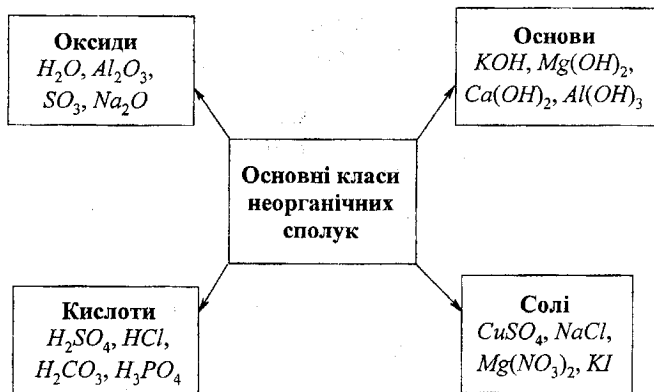 Оксиди
H₂O, Al₂O₃,
SO₃, Na₂O
Основи
KOH, Mg(OH)₂,
Ca(OH)₂, Al(OH)₃
Основні класи
неорганічних
сполук
Кислоти
H₂SO₄, HCl,
H₂CO₃, H₃PO₄
Солі
CuSO₄, NaCl,
Mg(NO₃)₂, KI